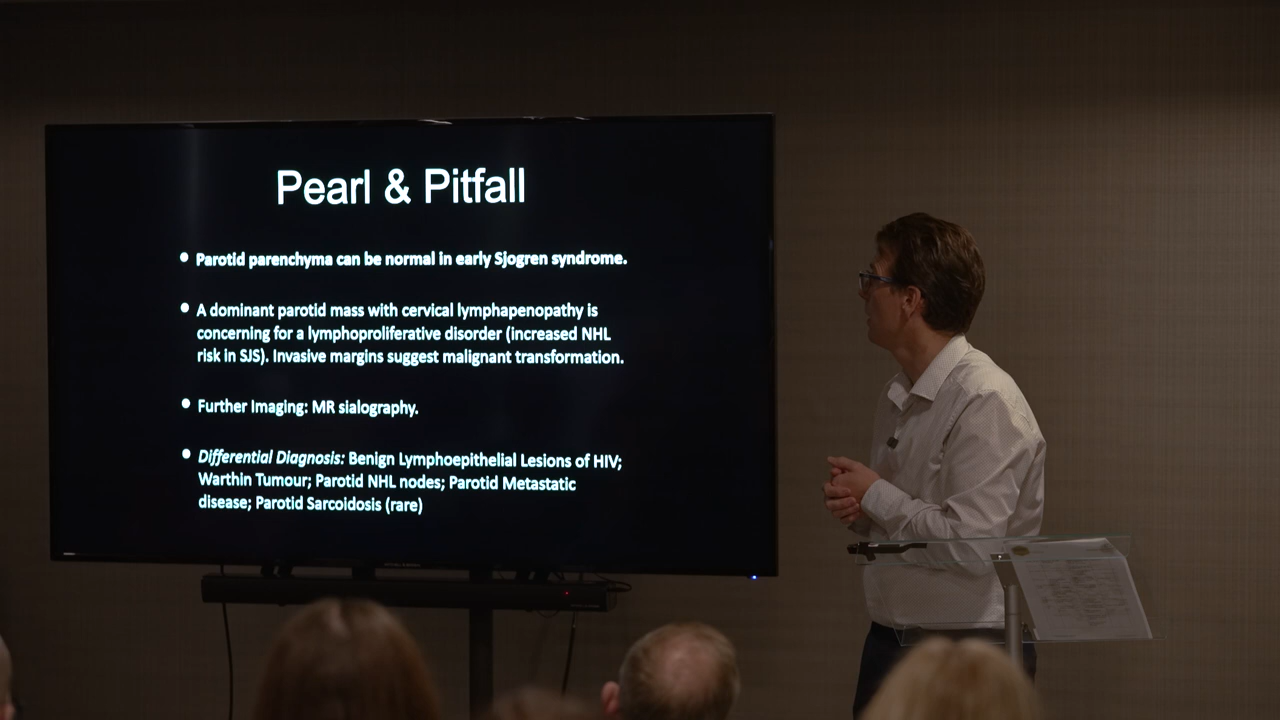 Pearl & Pitfall
• Parotid parenchyma can be normal in early Sjogren syndrome.
• A dominant parotid mass with cervical lymphapenopathy is
concerning for a lymphoproliferative disorder (increased NHL
risk in SJS). Invasive margins suggest malignant transformation.
• Further Imaging: MR sialography.
• Differential Diagnosis: Benign Lymphoepithelial Lesions of HIV;
Warthin Tumour; Parotid NHL nodes; Parotid Metastatic
disease; Parotid Sarcoidosis (rare)